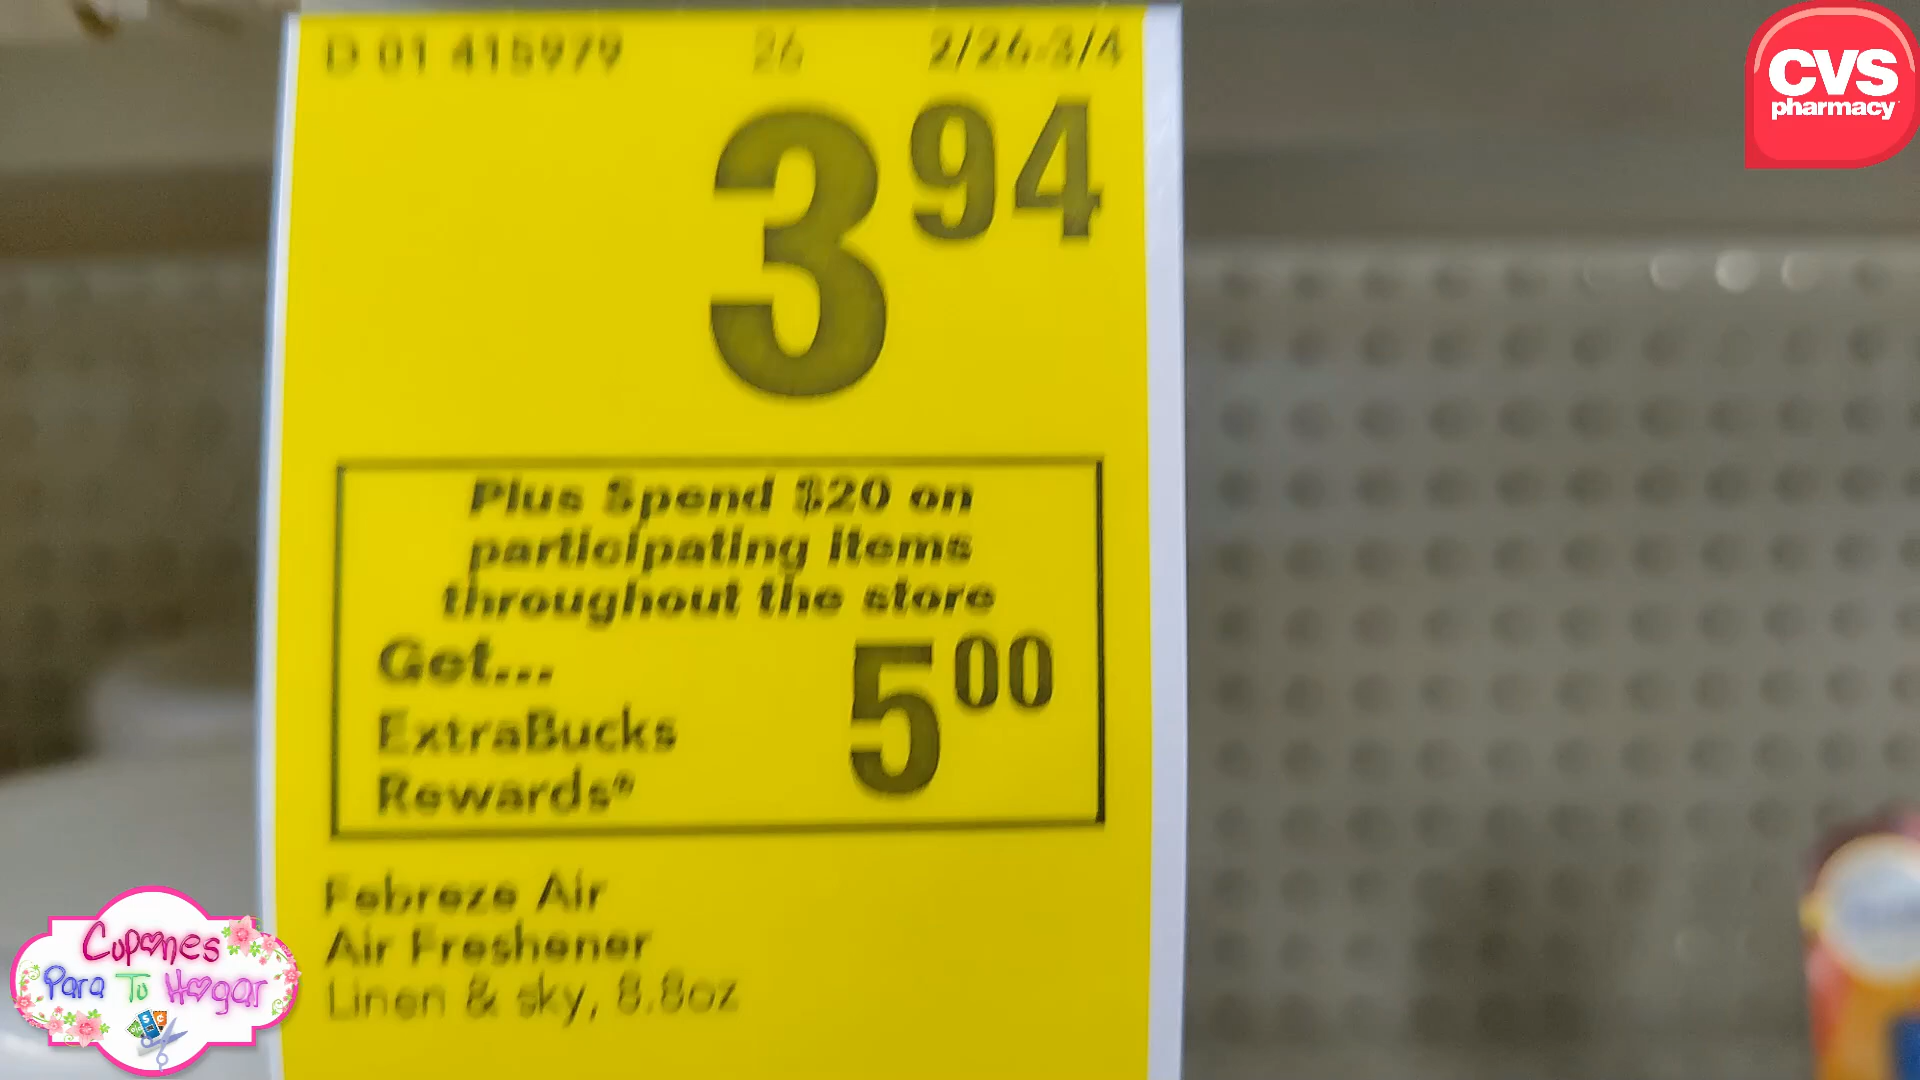 D 01 415979 26 2/26-3/4
3 94
Plus Spend $20 on
participating items
throughout the store
Get...
ExtraBucks
Rewards®
5 00
Febreze Air
Air Freshener
Linen & sky, 8.8oz
CVS
pharmacy
Cupones
Para Tu Hogar